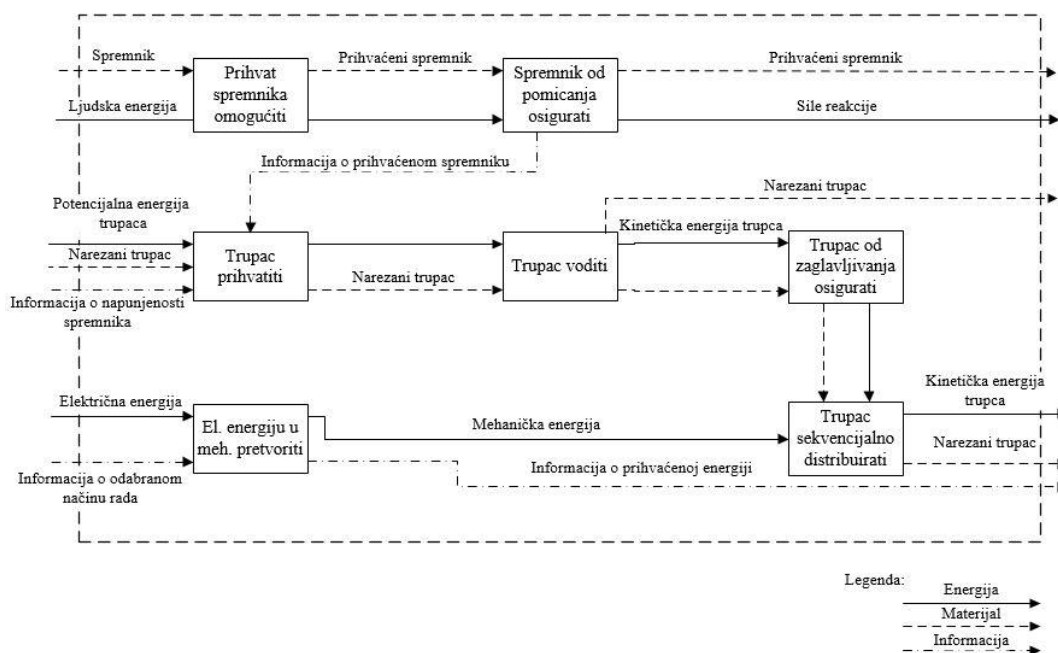 Spremnik
Prihvaćeni spremnik
Prihvaćeni spremnik
Prihvat
spremnika
omogućiti
Spremnik od
pomicanja
osigurati
Ljudska energija
Sile reakcije
Informacija o prihvaćenom spremniku
Potencijalna energija
trupaca
Narezani trupac
Kinetička energija trupca
Narezani trupac
Trupac
prihvatiti
Narezani trupac
Trupac voditi
Trupac od
zaglavljivanja
osigurati
Informacija o napunjenosti
spremnika
Električna energija
El. energiju u
meh. pretvoriti
Mehanička energija
Trupac
sekvencijalno
distribuirati
Kinetička energija
trupca
Narezani trupac
Informacija o prihvaćenoj energiji
Informacija o odabranom
načinu rada
Legenda:
Energija
Materijal
Informacija